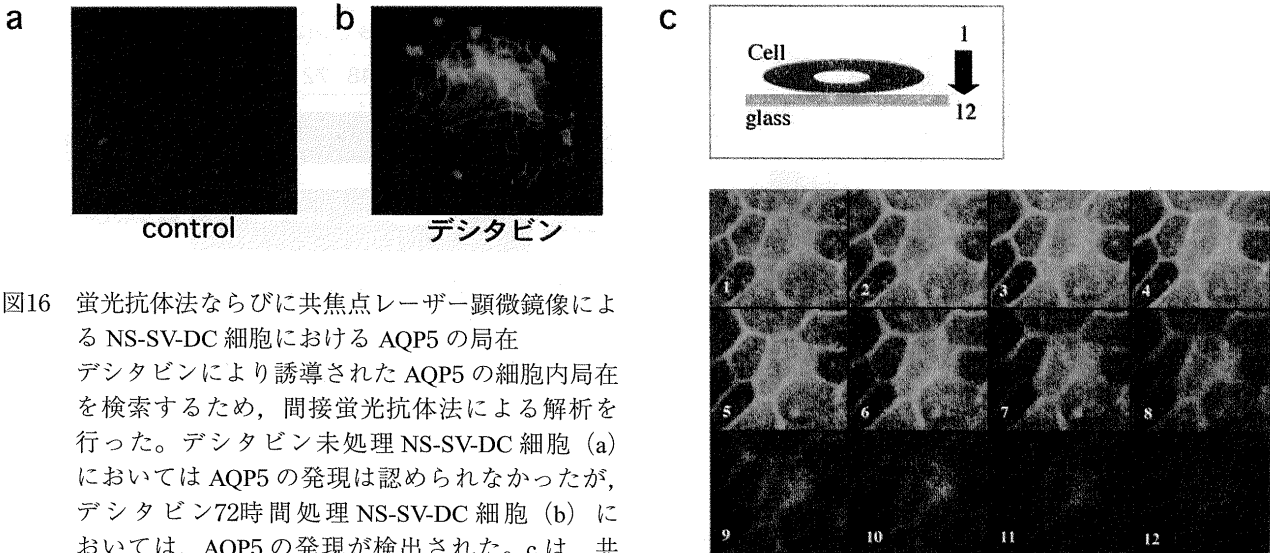 a
b
control
デシタビン
図16 蛍光抗体法ならびに共焦点レーザー顕微鏡像によ
る NS-SV-DC 細胞における AQP5 の局在
デシタビンにより誘導された AQP5 の細胞内局在
を検索するため，間接蛍光抗体法による解析を
行った。デシタビン未処理 NS-SV-DC 細胞（a）
においては AQP5 の発現は認められなかったが，
デシタビン72時間処理 NS-SV-DC 細胞（b）に
おいては，AQP5 の発現が検出された。c は，共
c
Cell
glass
1
12
1 2 3 4
5 6 7 8
9 10 11 12